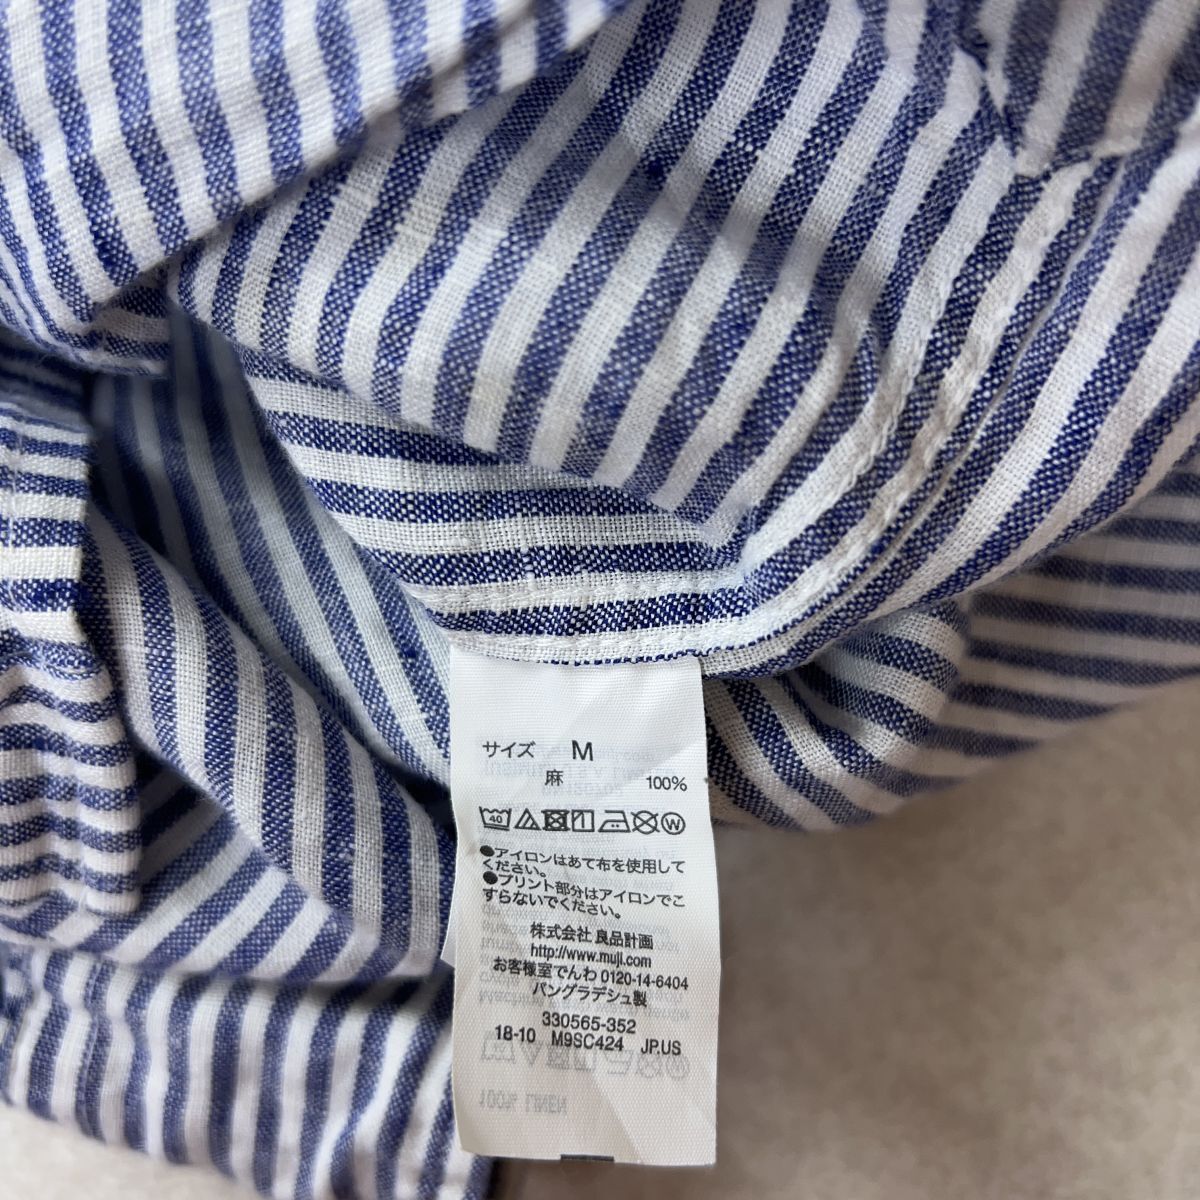 サイズ M
麻 100%
40 W
●アイロンはあて布を使用して
ください。
●プリント部分はアイロンでこ
すらないでください。
株式会社 良品計画
http://www.muji.com
お客様室でんわ 0120-14-6404
バングラデシュ製
330565-352
18-10 M9SC424 JP.US
100% LINEN